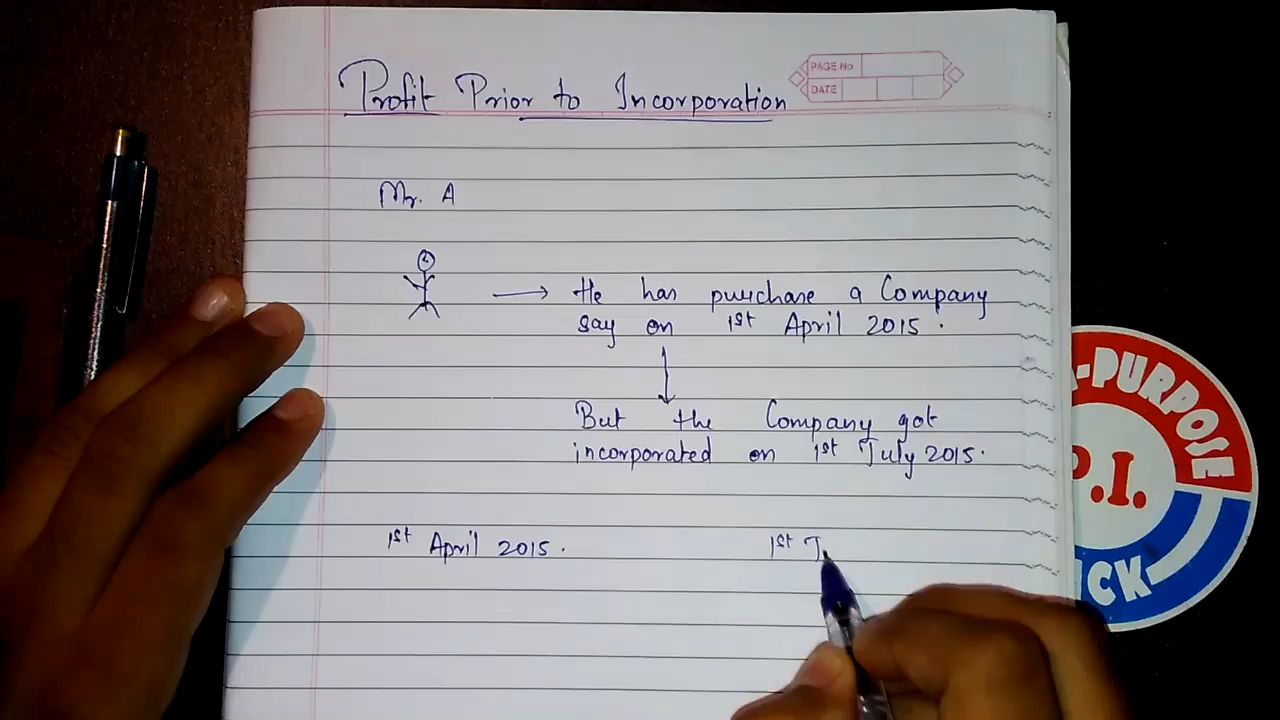 Profit Prior to Incorporation
PAGE No
DATE
Mr. A
He has purchase a Company
say on 1st April 2015.
But the Company got
incorporated on 1st July 2015.
1st April 2015.
1st J
-PURPOSE
P.I.
CK